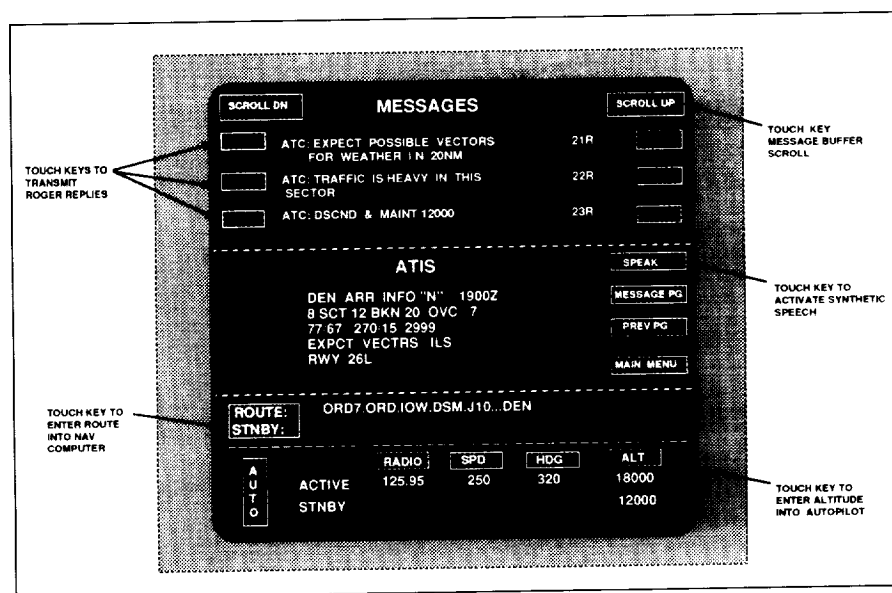 SCROLL DN
MESSAGES
SCROLL UP
ATC: EXPECT POSSIBLE VECTORS
FOR WEATHER IN 20NM
21R
ATC: TRAFFIC IS HEAVY IN THIS
SECTOR
22R
ATC: DSCND & MAINT 12000
23R
TOUCH KEYS TO
TRANSMIT
ROGER REPLIES
TOUCH KEY
MESSAGE BUFFER
SCROLL
ATIS
DEN ARR INFO "N" 1900Z
8 SCT 12 BKN 20 OVC 7
77 67 270 15 2999
EXPCT VECTRS ILS
RWY 26L
SPEAK
MESSAGE PG
PREV PG
MAIN MENU
TOUCH KEY TO
ACTIVATE SYNTHETIC
SPEECH
TOUCH KEY TO
ENTER ROUTE
INTO NAV
COMPUTER
ROUTE: ORD7.ORD.IOW.DSM.J10...DEN
STNBY:
AUTO
RADIO SPD HDG ALT
ACTIVE 125.95 250 320 18000
STNBY 12000
TOUCH KEY TO
ENTER ALTITUDE
INTO AUTOPILOT